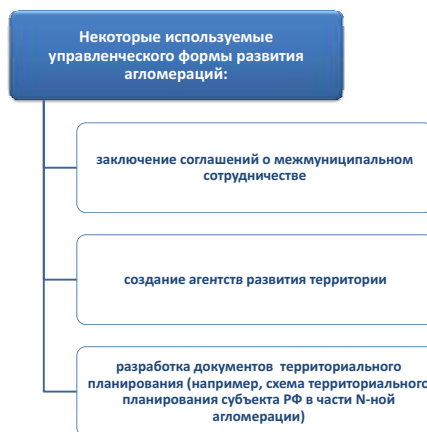 Некоторые используемые
управленческого формы развития
агломераций:
заключение соглашений о межмуниципальном
сотрудничестве
создание агентств развития территории
разработка документов  территориального
планирования (например, схема территориального
планирования субъекта РФ в части N-ной
агломерации)